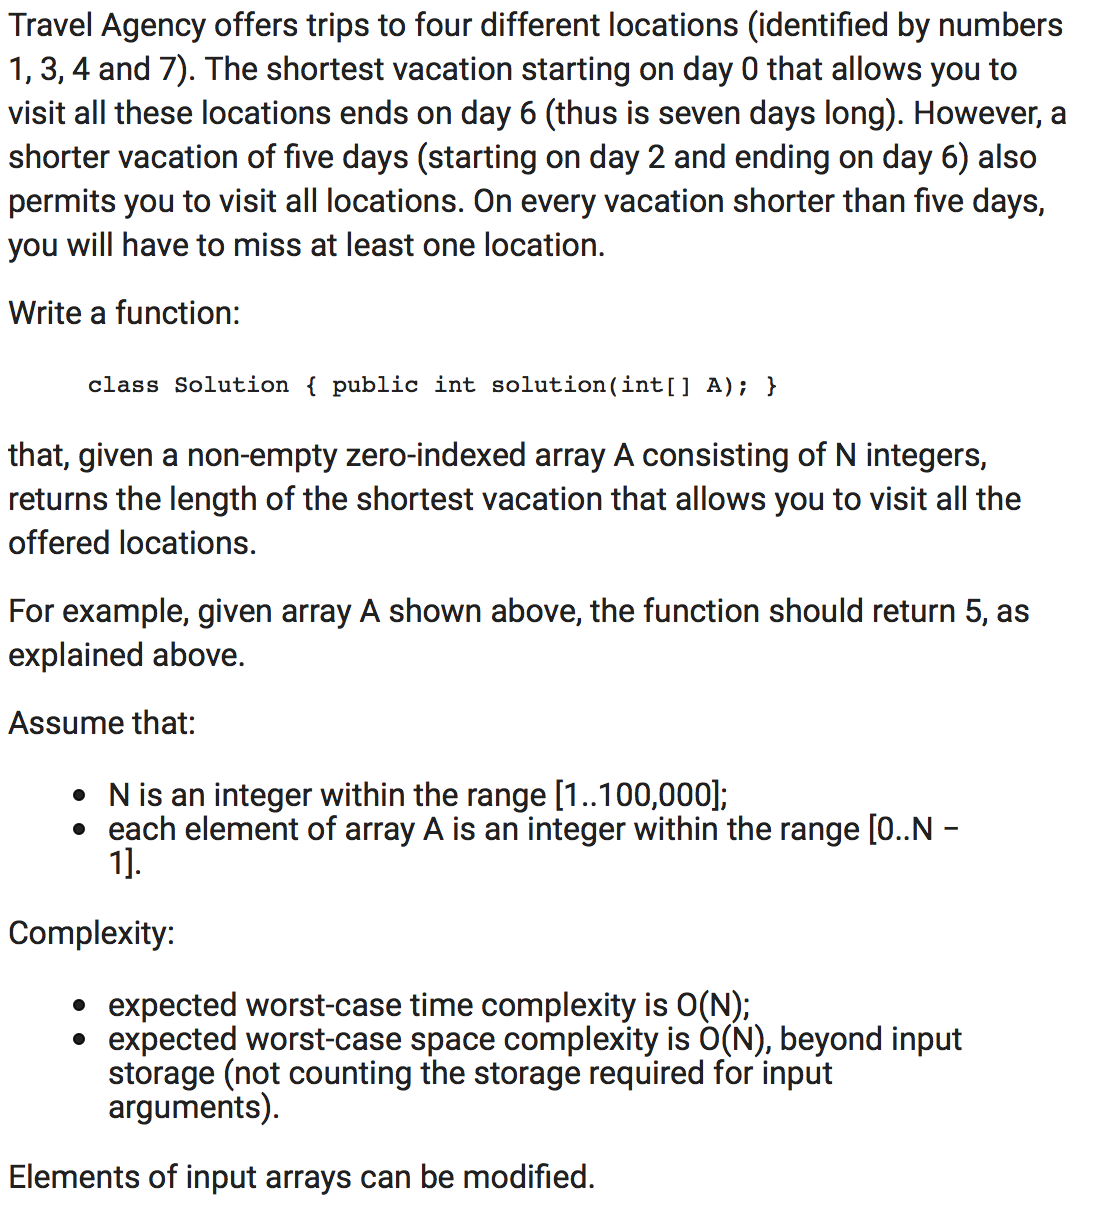 Travel Agency offers trips to four different locations (identified by numbers
1, 3, 4 and 7). The shortest vacation starting on day 0 that allows you to
visit all these locations ends on day 6 (thus is seven days long). However, a
shorter vacation of five days (starting on day 2 and ending on day 6) also
permits you to visit all locations. On every vacation shorter than five days,
you will have to miss at least one location.
Write a function:
class Solution { public int solution(int[] A); }
that, given a non-empty zero-indexed array A consisting of N integers,
returns the length of the shortest vacation that allows you to visit all the
offered locations.
For example, given array A shown above, the function should return 5, as
explained above.
Assume that:
• N is an integer within the range [1..100,000];
• each element of array A is an integer within the range [0..N −
1].
Complexity:
• expected worst-case time complexity is O(N);
• expected worst-case space complexity is O(N), beyond input
storage (not counting the storage required for input
arguments).
Elements of input arrays can be modified.